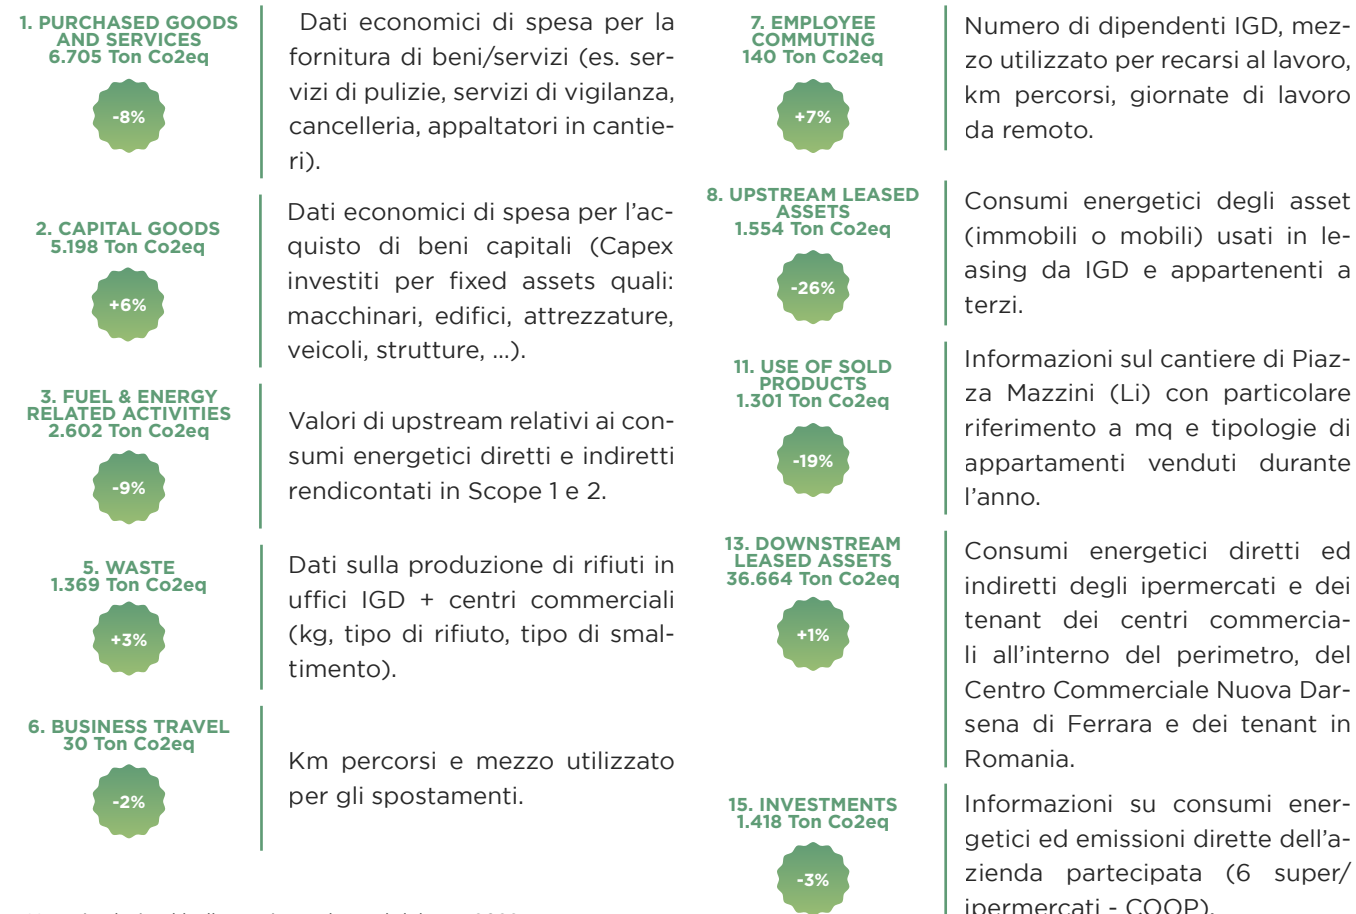 1. PURCHASED GOODS
AND SERVICES
6.705 Ton Co2eq
-8%
Dati economici di spesa per la
fornitura di beni/servizi (es. ser-
vizi di pulizie, servizi di vigilanza,
cancelleria, appaltatori in cantie-
ri).
2. CAPITAL GOODS
5.198 Ton Co2eq
+6%
Dati economici di spesa per l'ac-
quisto di beni capitali (Capex
investiti per fixed assets quali:
macchinari, edifici, attrezzature,
veicoli, strutture, ...).
3. FUEL & ENERGY
RELATED ACTIVITIES
2.602 Ton Co2eq
-9%
Valori di upstream relativi ai con-
sumi energetici diretti e indiretti
rendicontati in Scope 1 e 2.
5. WASTE
1.369 Ton Co2eq
+3%
Dati sulla produzione di rifiuti in
uffici IGD + centri commerciali
(kg, tipo di rifiuto, tipo di smal-
timento).
6. BUSINESS TRAVEL
30 Ton Co2eq
-2%
Km percorsi e mezzo utilizzato
per gli spostamenti.
7. EMPLOYEE
COMMUTING
140 Ton Co2eq
+7%
Numero di dipendenti IGD, mez-
zo utilizzato per recarsi al lavoro,
km percorsi, giornate di lavoro
da remoto.
8. UPSTREAM LEASED
ASSETS
1.554 Ton Co2eq
-26%
Consumi energetici degli asset
(immobili o mobili) usati in le-
asing da IGD e appartenenti a
terzi.
11. USE OF SOLD
PRODUCTS
1.301 Ton Co2eq
-19%
Informazioni sul cantiere di Piaz-
za Mazzini (Li) con particolare
riferimento a mq e tipologie di
appartamenti venduti durante
l'anno.
13. DOWNSTREAM
LEASED ASSETS
36.664 Ton Co2eq
+1%
Consumi energetici diretti ed
indiretti degli ipermercati e dei
tenant dei centri commercia-
li all'interno del perimetro, del
Centro Commerciale Nuova Dar-
sena di Ferrara e dei tenant in
Romania.
15. INVESTMENTS
1.418 Ton Co2eq
-3%
Informazioni su consumi ener-
getici ed emissioni dirette dell'a-
zienda partecipata (6 super/
ipermercati - COOP).